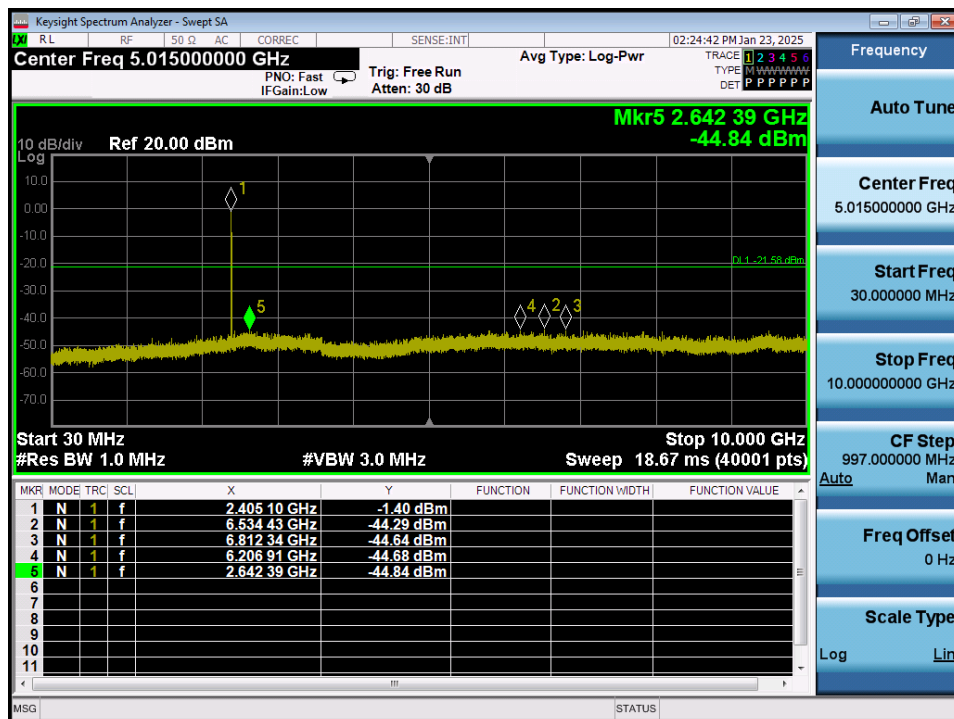 Keysight Spectrum Analyzer - Swept SA
LXI RL RF 50 Ω AC CORREC SENSE:INT 02:24:42 PM Jan 23, 2025
Center Freq 5.015000000 GHz
PNO: Fast
IFGain:Low
Trig: Free Run
Atten: 30 dB
Avg Type: Log-Pwr
TRACE 1 2 3 4 5 6
TYPE M WWWWW
DET P P P P P P
Mkr5 2.642 39 GHz
-44.84 dBm
10 dB/div Ref 20.00 dBm
Log
10.0
0.00
-10.0
-20.0
-30.0
-40.0
-50.0
-60.0
-70.0
1
5
4
2
3
DL1 -21.58 dBm
Start 30 MHz Stop 10.000 GHz
#Res BW 1.0 MHz #VBW 3.0 MHz Sweep 18.67 ms (40001 pts)
MKR MODE TRC SCL X Y FUNCTION FUNCTION WIDTH FUNCTION VALUE
1 N 1 f 2.405 10 GHz -1.40 dBm
2 N 1 f 6.534 43 GHz -44.29 dBm
3 N 1 f 6.812 34 GHz -44.64 dBm
4 N 1 f 6.206 91 GHz -44.68 dBm
5 N 1 f 2.642 39 GHz -44.84 dBm
6
7
8
9
10
11
MSG STATUS
Frequency
Auto Tune
Center Freq
5.015000000 GHz
Start Freq
30.000000 MHz
Stop Freq
10.000000000 GHz
CF Step
997.000000 MHz
Auto Man
Freq Offset
0 Hz
Scale Type
Log Lin